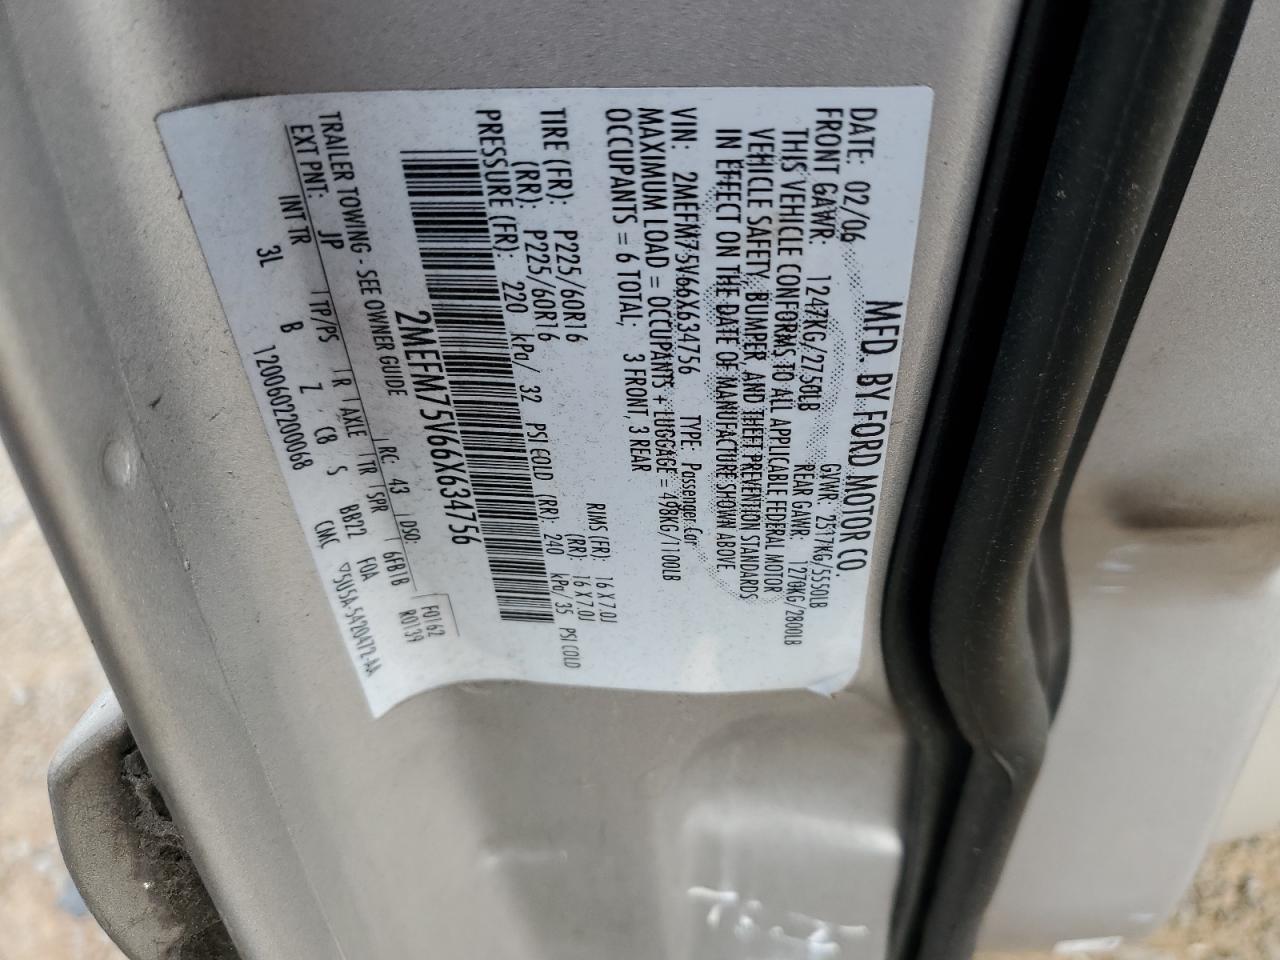 MFD. BY FORD MOTOR CO.
DATE: 02/06 GVWR: 2517KG/5550LB
FRONT GAWR: 1247KG/2750LB REAR GAWR: 1270KG/2800LB
THIS VEHICLE CONFORMS TO ALL APPLICABLE FEDERAL MOTOR
VEHICLE SAFETY, BUMPER, AND THEFT PREVENTION STANDARDS
IN EFFECT ON THE DATE OF MANUFACTURE SHOWN ABOVE.
VIN: 2MEFM75V66X634756 TYPE: Passenger Car
MAXIMUM LOAD = OCCUPANTS + LUGGAGE = 498KG/1100LB
OCCUPANTS = 6 TOTAL; 3 FRONT, 3 REAR
RIMS (FR): 16 X 7.0J
TIRE (FR): P225/60R16 (RR): 16 X 7.0J
(RR): P225/60R16
PRESSURE (FR): 220 kPa/ 32 PSI COLD (RR): 240 kPa/ 35 PSI COLD
2MEFM75V66X634756
TRAILER TOWING - SEE OWNER GUIDE
F0162
R0139
EXT PNT: JP RC: 43 DSO: 6F81B
INT TR TP/PS R AXLE TR SPR
3L B Z C8 S BB22 FOA
1200602200068 CMC ▽5U5A-5420472-AA